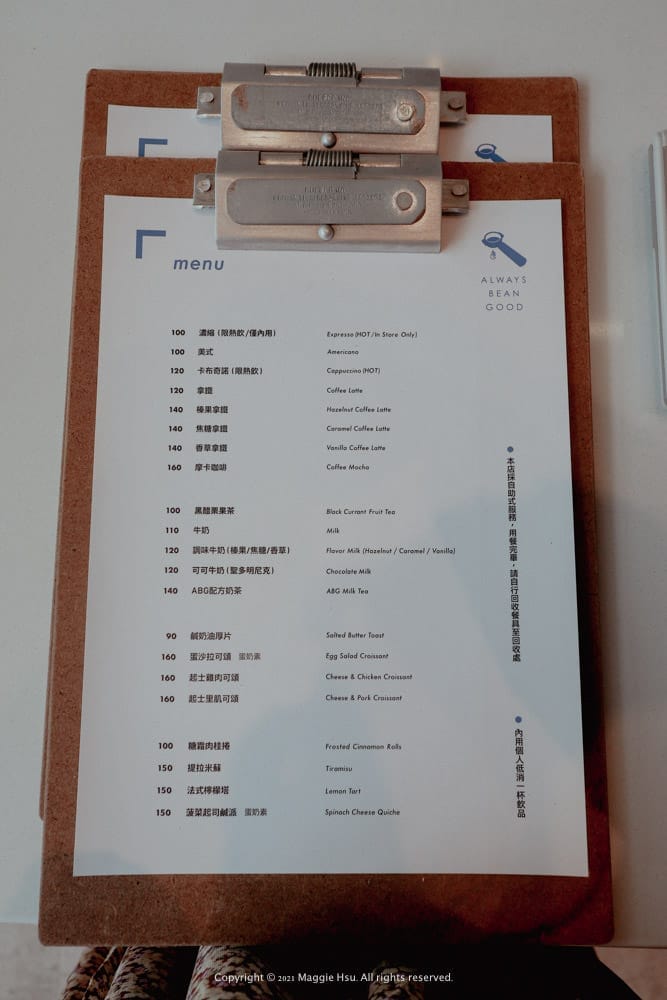 menu
ALWAYS
BEAN
GOOD
100 濃縮 (限熱飲/僅內用) Expresso (HOT/In Store Only)
100 美式 Americano
120 卡布奇諾 (限熱飲) Cappuccino (HOT)
120 拿鐵 Coffee Latte
140 榛果拿鐵 Hazelnut Coffee Latte
140 焦糖拿鐵 Caramel Coffee Latte
140 香草拿鐵 Vanilla Coffee Latte
160 摩卡咖啡 Coffee Mocha
100 黑醋栗果茶 Black Currant Fruit Tea
110 牛奶 Milk
120 調味牛奶 (榛果/焦糖/香草) Flavor Milk (Hazelnut / Caramel / Vanilla)
120 可可牛奶 (聖多明尼克) Chocolate Milk
140 ABG配方奶茶 ABG Milk Tea
90 鹹奶油厚片 Salted Butter Toast
160 蛋沙拉可頌 蛋奶素 Egg Salad Croissant
160 起士雞肉可頌 Cheese & Chicken Croissant
160 起士里肌可頌 Cheese & Pork Croissant
100 糖霜肉桂捲 Frosted Cinnamon Rolls
150 提拉米蘇 Tiramisu
150 法式檸檬塔 Lemon Tart
150 菠菜起司鹹派 蛋奶素 Spinach Cheese Quiche
本店採自助式服務，用餐完畢，請自行回收餐具至回收處
內用個人低消一杯飲品
Copyright © 2021 Maggie Hsu. All rights reserved.